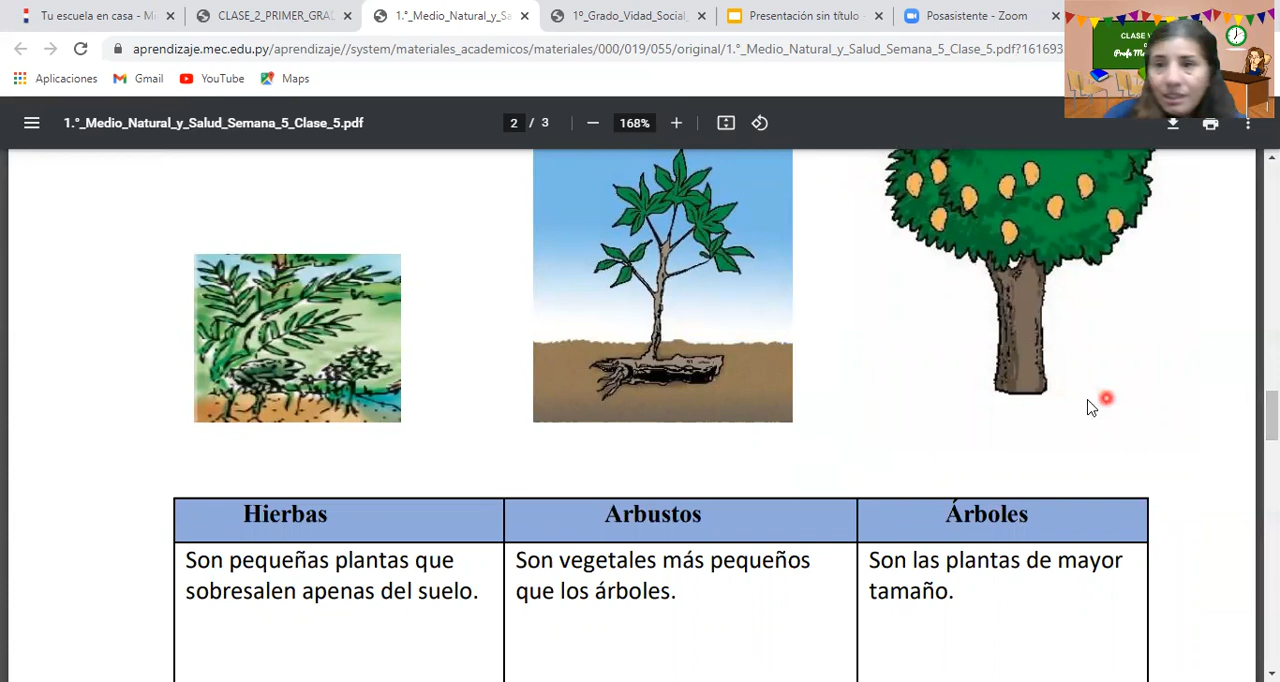 Tu escuela en casa - M
CLASE_2_PRIMER_GRA
1.°_Medio_Natural_y_Sa
1º_Grado_Vidad_Social_
Presentación sin título
Posasistente - Zoom
aprendizaje.mec.edu.py/aprendizaje//system/materiales_academicos/materiales/000/019/055/original/1.°_Medio_Natural_y_Salud_Semana_5_Clase_5.pdf?161693
CLASE V
Aplicaciones
Gmail
YouTube
Maps
1.°_Medio_Natural_y_Salud_Semana_5_Clase_5.pdf
2 / 3
168%
Hierbas
Arbustos
Árboles
Son pequeñas plantas que
sobresalen apenas del suelo.
Son vegetales más pequeños
que los árboles.
Son las plantas de mayor
tamaño.